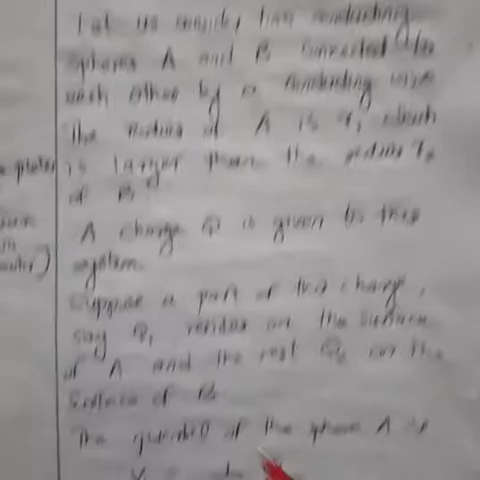 Let us consider two conducting
spheres A and B connected to
each other by a conducting wire
The radius of A is r₁ which
is larger than the radius r₂
of B
A charge Q is given to this
system.
Suppose a part of this charge,
say Q₁ resides on the surface
of A and the rest Q₂ on the
surface of B.
The of the sphere A is
V₁ =